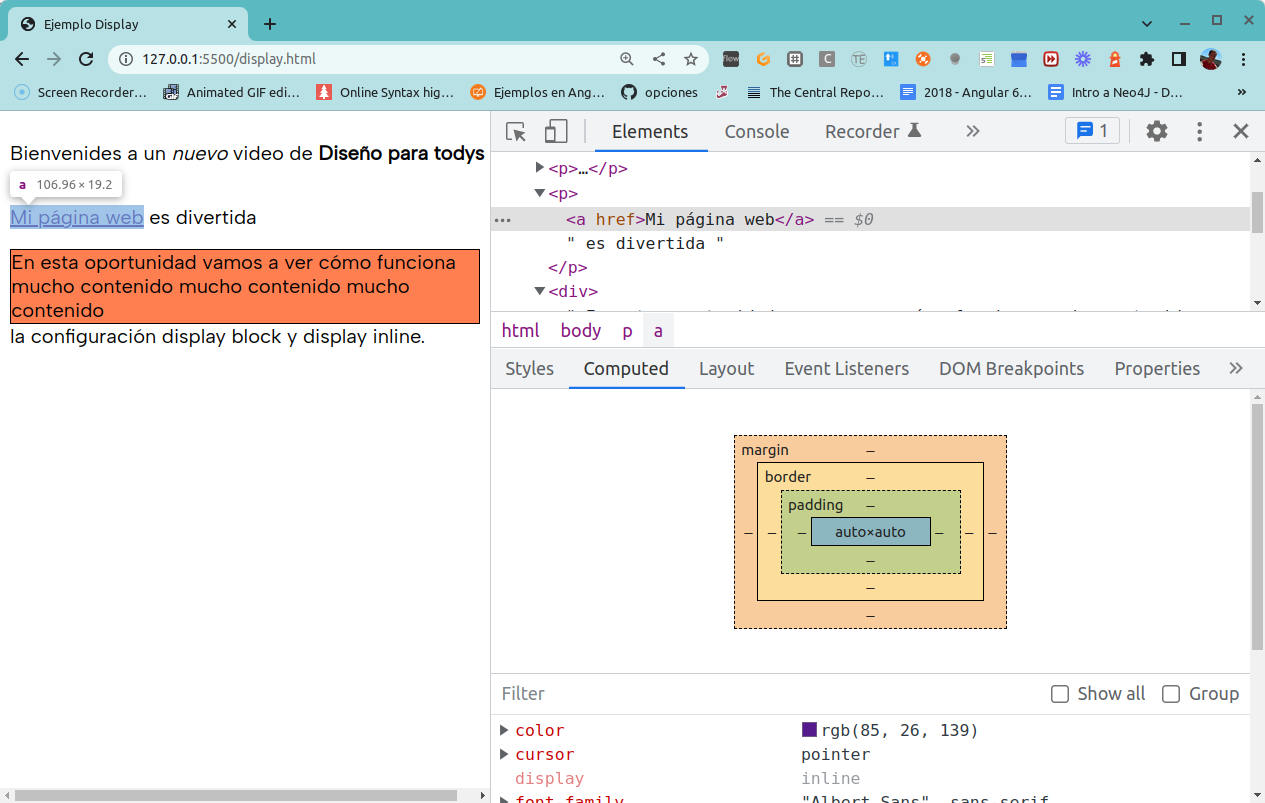 Ejemplo Display
127.0.0.1:5500/display.html
flow
C
TE
Screen Recorder…
Animated GIF edi…
Online Syntax hig…
Ejemplos en Ang…
opciones
The Central Repo…
2018 - Angular 6…
Intro a Neo4J - D…
»
Bienvenides a un nuevo video de Diseño para todys
a 106.96 × 19.2
Mi página web es divertida
En esta oportunidad vamos a ver cómo funciona
mucho contenido mucho contenido mucho
contenido
la configuración display block y display inline.
Elements
Console
Recorder
»
1
<p>…</p>
<p>
<a href>Mi página web</a> == $0
" es divertida "
</p>
<div>
html
body
p
a
Styles
Computed
Layout
Event Listeners
DOM Breakpoints
Properties
»
margin –
border –
padding –
– – – auto×auto – – –
–
–
–
Filter
Show all
Group
color rgb(85, 26, 139)
cursor pointer
display inline
font-family "Albert Sans", sans-serif